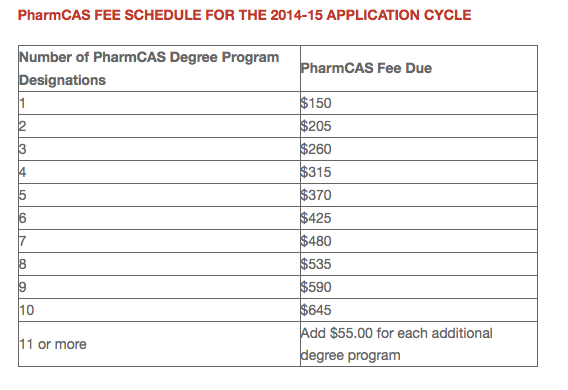 PharmCAS FEE SCHEDULE FOR THE 2014-15 APPLICATION CYCLE
Number of PharmCAS Degree Program
Designations
PharmCAS Fee Due
1 $150
2 $205
3 $260
4 $315
5 $370
6 $425
7 $480
8 $535
9 $590
10 $645
11 or more
Add $55.00 for each additional
degree program